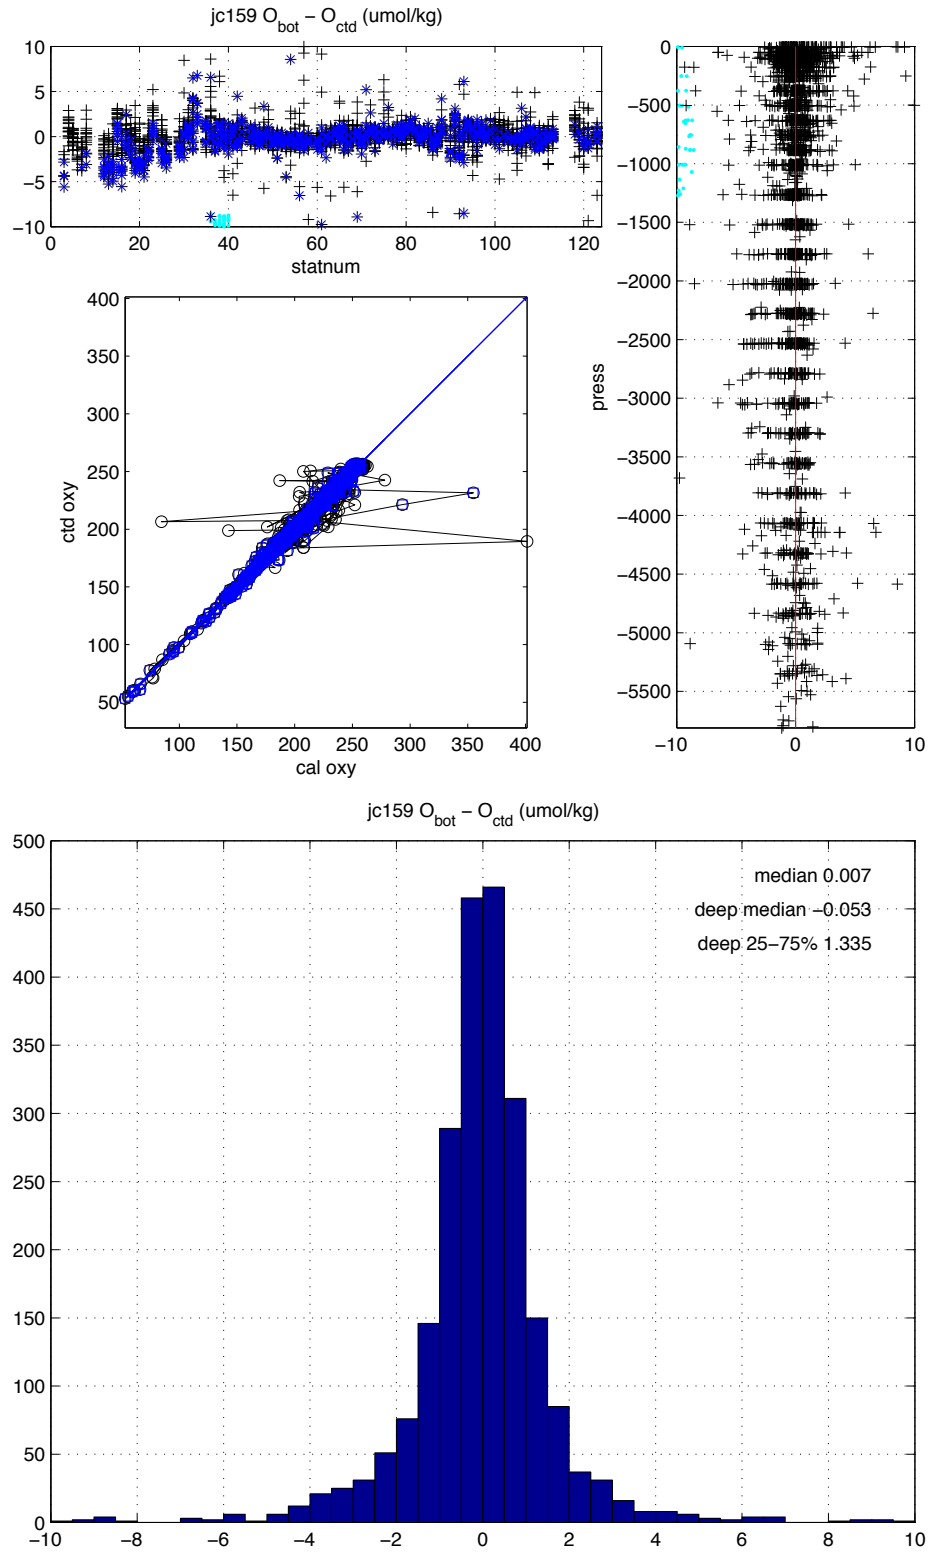 jc159 O_bot − O_ctd (umol/kg)
10
5
0
−5
−10
0 20 40 60 80 100 120
statnum
400
350
300
250
200
150
100
50
ctd oxy
100 150 200 250 300 350 400
cal oxy
0
−500
−1000
−1500
−2000
−2500
−3000
−3500
−4000
−4500
−5000
−5500
press
−10 0 10
jc159 O_bot − O_ctd (umol/kg)
500
450
400
350
300
250
200
150
100
50
0
median 0.007
deep median −0.053
deep 25−75% 1.335
−10 −8 −6 −4 −2 0 2 4 6 8 10